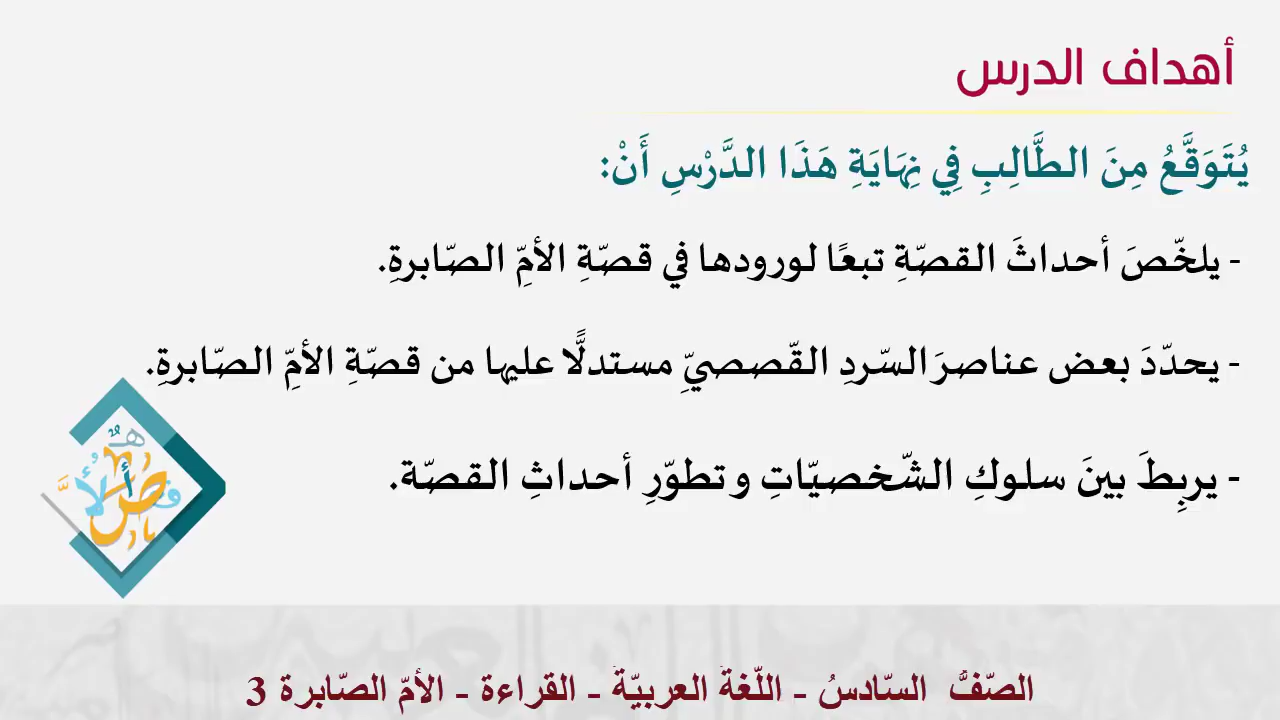 أهداف الدرس
يُتَوَقَّعُ مِنَ الطَّالِبِ فِي نِهَايَةِ هَذَا الدَّرْسِ أَنْ:
- يلخّصَ أحداثَ القصّةِ تبعًا لورودها في قصّةِ الأمِّ الصّابرةِ.
- يحدّدَ بعض عناصرَ السّردِ القّصصيِّ مستدلًّا عليها من قصّةِ الأمِّ الصّابرةِ.
- يربِطَ بينَ سلوكِ الشّخصيّاتِ وتطوّرِ أحداثِ القصّة.
الصّفُّ السّادسُ - اللّغةَ العربيّةَ - القراءة - الأمّ الصّابرة 3